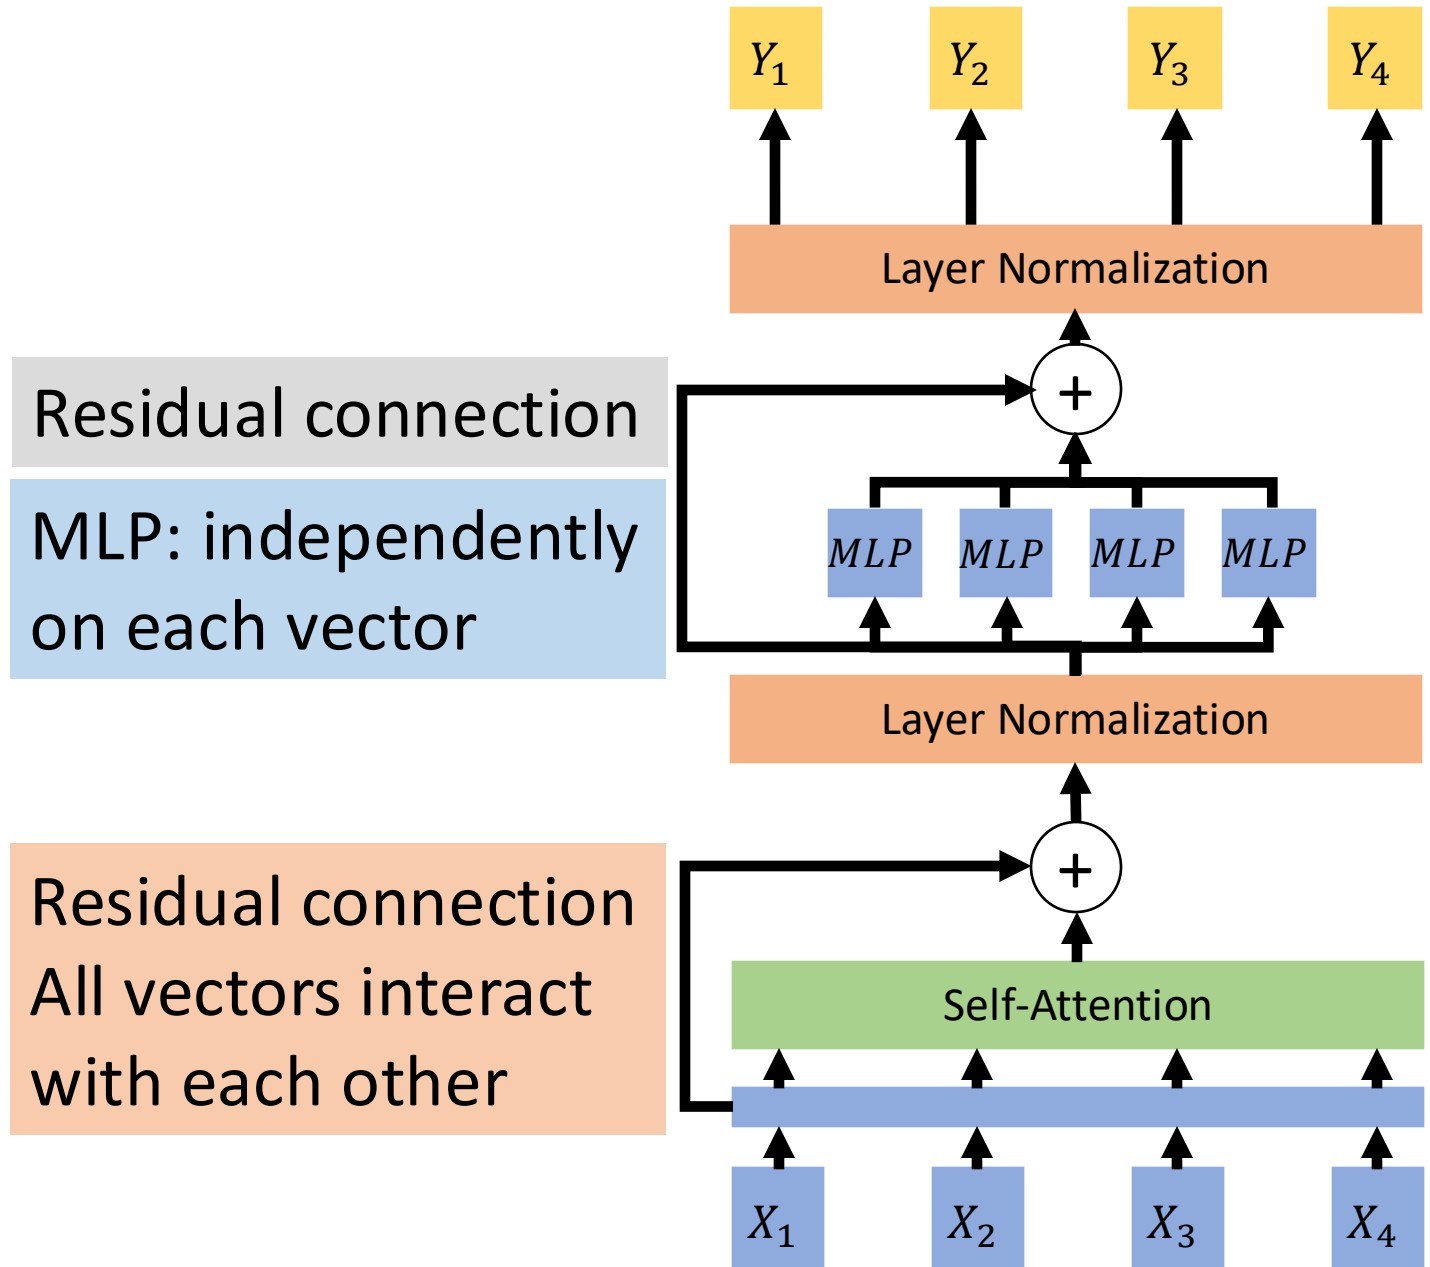 Y₁ Y₂ Y₃ Y₄
Layer Normalization
+
Residual connection
MLP: independently
on each vector
MLP MLP MLP MLP
Layer Normalization
+
Residual connection
All vectors interact
with each other
Self-Attention
X₁ X₂ X₃ X₄